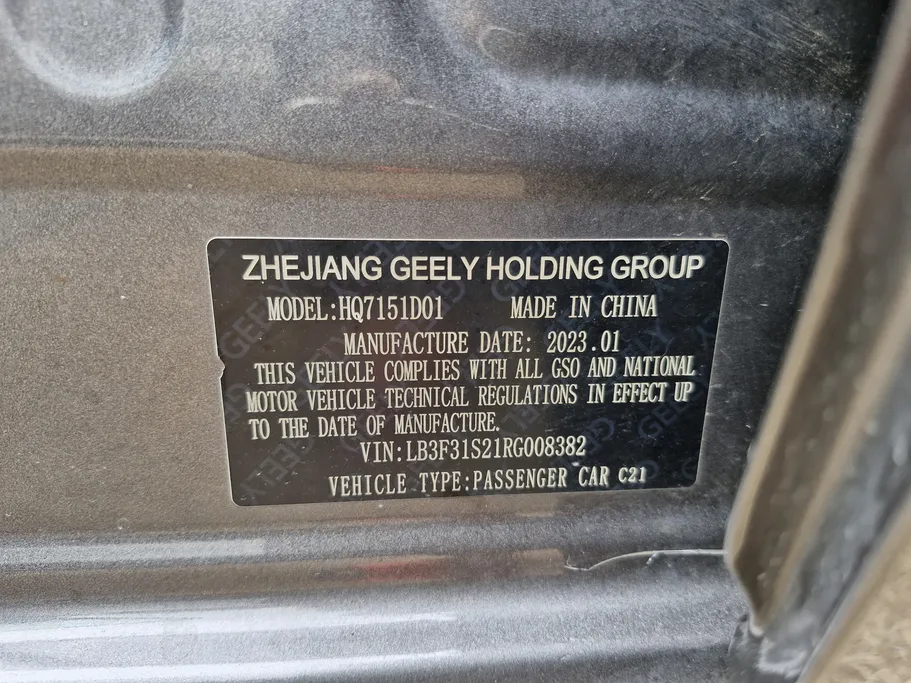 ZHEJIANG GEELY HOLDING GROUP
MODEL:HQ7151D01 MADE IN CHINA
MANUFACTURE DATE: 2023.01
THIS VEHICLE COMPLIES WITH ALL GSO AND NATIONAL
MOTOR VEHICLE TECHNICAL REGULATIONS IN EFFECT UP
TO THE DATE OF MANUFACTURE.
VIN:LB3F31S21RG008382
VEHICLE TYPE:PASSENGER CAR C21